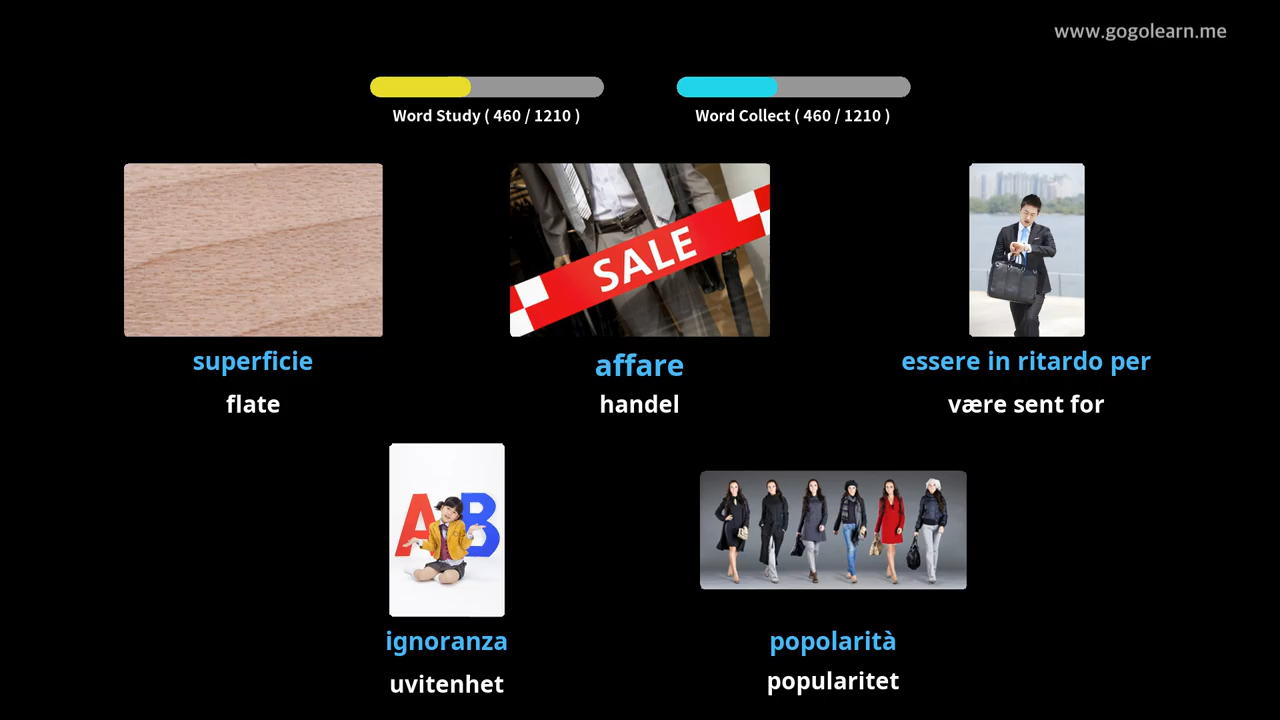 www.gogolearn.me
Word Study ( 460 / 1210 )
Word Collect ( 460 / 1210 )
SALE
superficie
flate
affare
handel
essere in ritardo per
være sent for
A B
ignoranza
uvitenhet
popolarità
popularitet